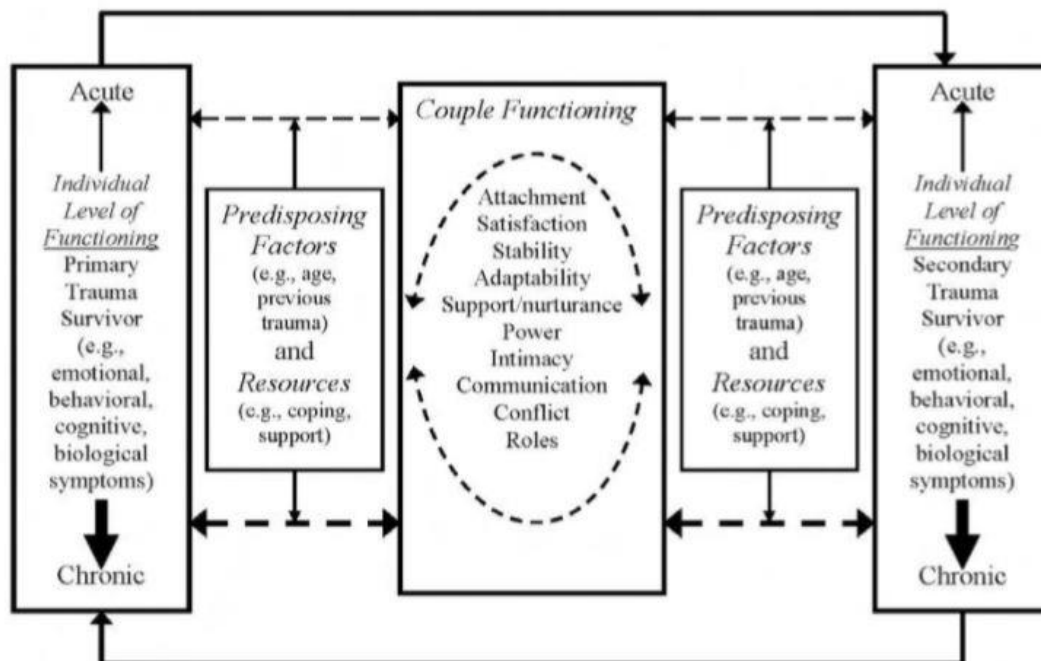 Acute
Individual
Level of
Functioning
Primary
Trauma
Survivor
(e.g.,
emotional,
behavioral,
cognitive,
biological
symptoms)
Chronic
Predisposing
Factors
(e.g., age,
previous
trauma)
and
Resources
(e.g., coping,
support)
Couple Functioning
Attachment
Satisfaction
Stability
Adaptability
Support/nurturance
Power
Intimacy
Communication
Conflict
Roles
Predisposing
Factors
(e.g., age,
previous
trauma)
and
Resources
(e.g., coping,
support)
Acute
Individual
Level of
Functioning
Secondary
Trauma
Survivor
(e.g.,
emotional,
behavioral,
cognitive,
biological
symptoms)
Chronic